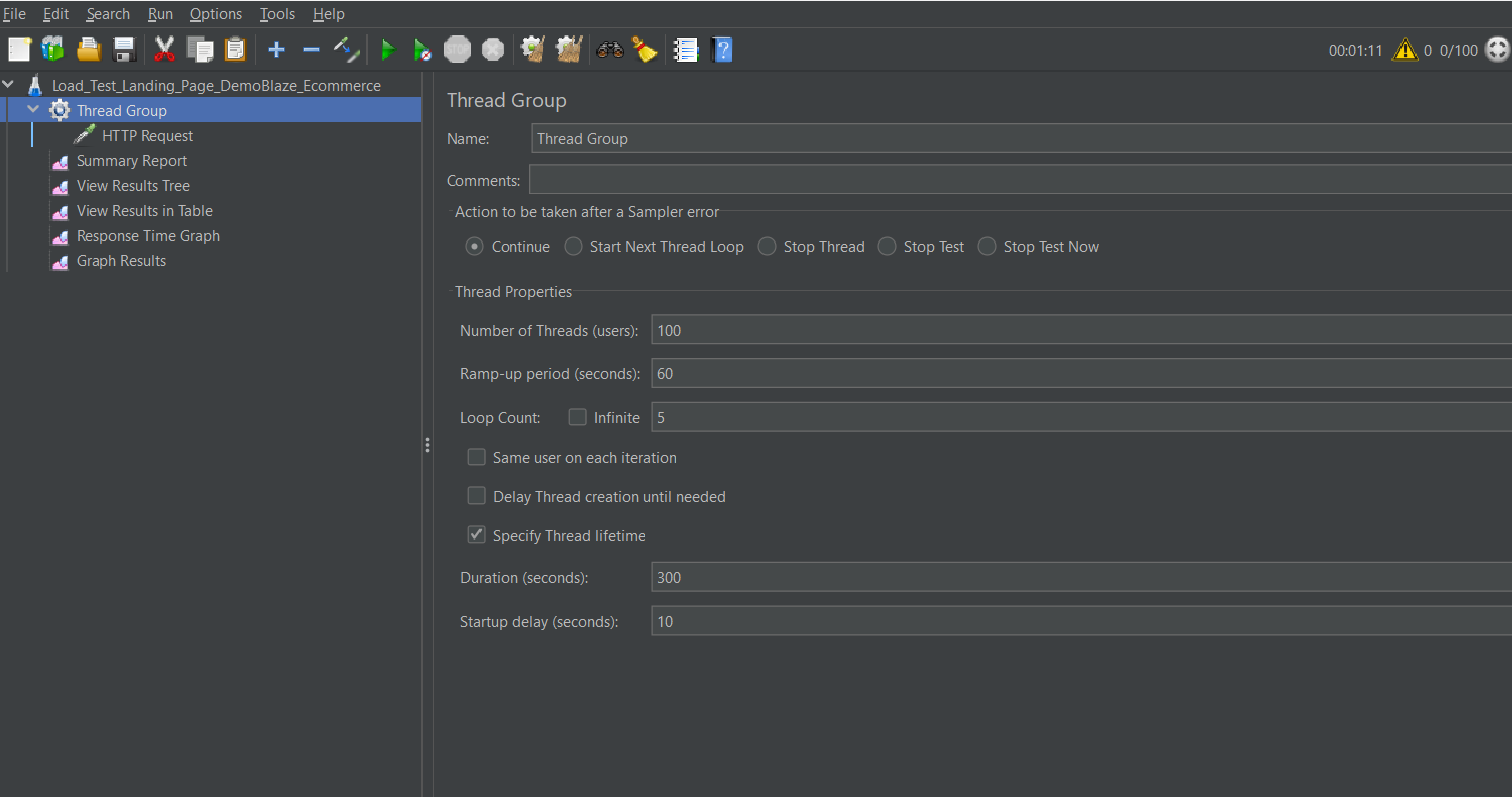 File Edit Search Run Options Tools Help
STOP
00:01:11 0 0/100
Load_Test_Landing_Page_DemoBlaze_Ecommerce
Thread Group
HTTP Request
Summary Report
View Results Tree
View Results in Table
Response Time Graph
Graph Results
Thread Group
Name: Thread Group
Comments:
Action to be taken after a Sampler error
Continue Start Next Thread Loop Stop Thread Stop Test Stop Test Now
Thread Properties
Number of Threads (users): 100
Ramp-up period (seconds): 60
Loop Count: Infinite 5
Same user on each iteration
Delay Thread creation until needed
Specify Thread lifetime
Duration (seconds): 300
Startup delay (seconds): 10